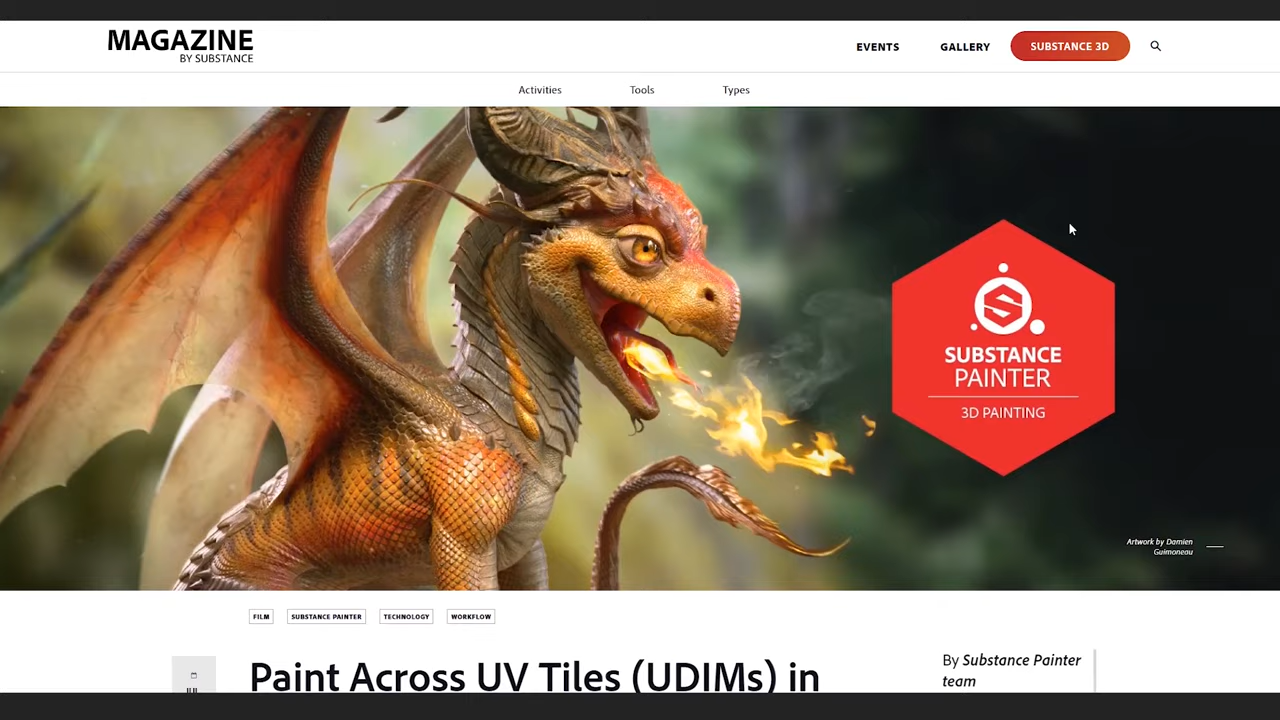 MAGAZINE
BY SUBSTANCE
EVENTS
GALLERY
SUBSTANCE 3D
Activities
Tools
Types
SUBSTANCE
PAINTER
3D PAINTING
Artwork by Damien
Guimoneau
FILM
SUBSTANCE PAINTER
TECHNOLOGY
WORKFLOW
Paint Across UV Tiles (UDIMs) in
By Substance Painter
team